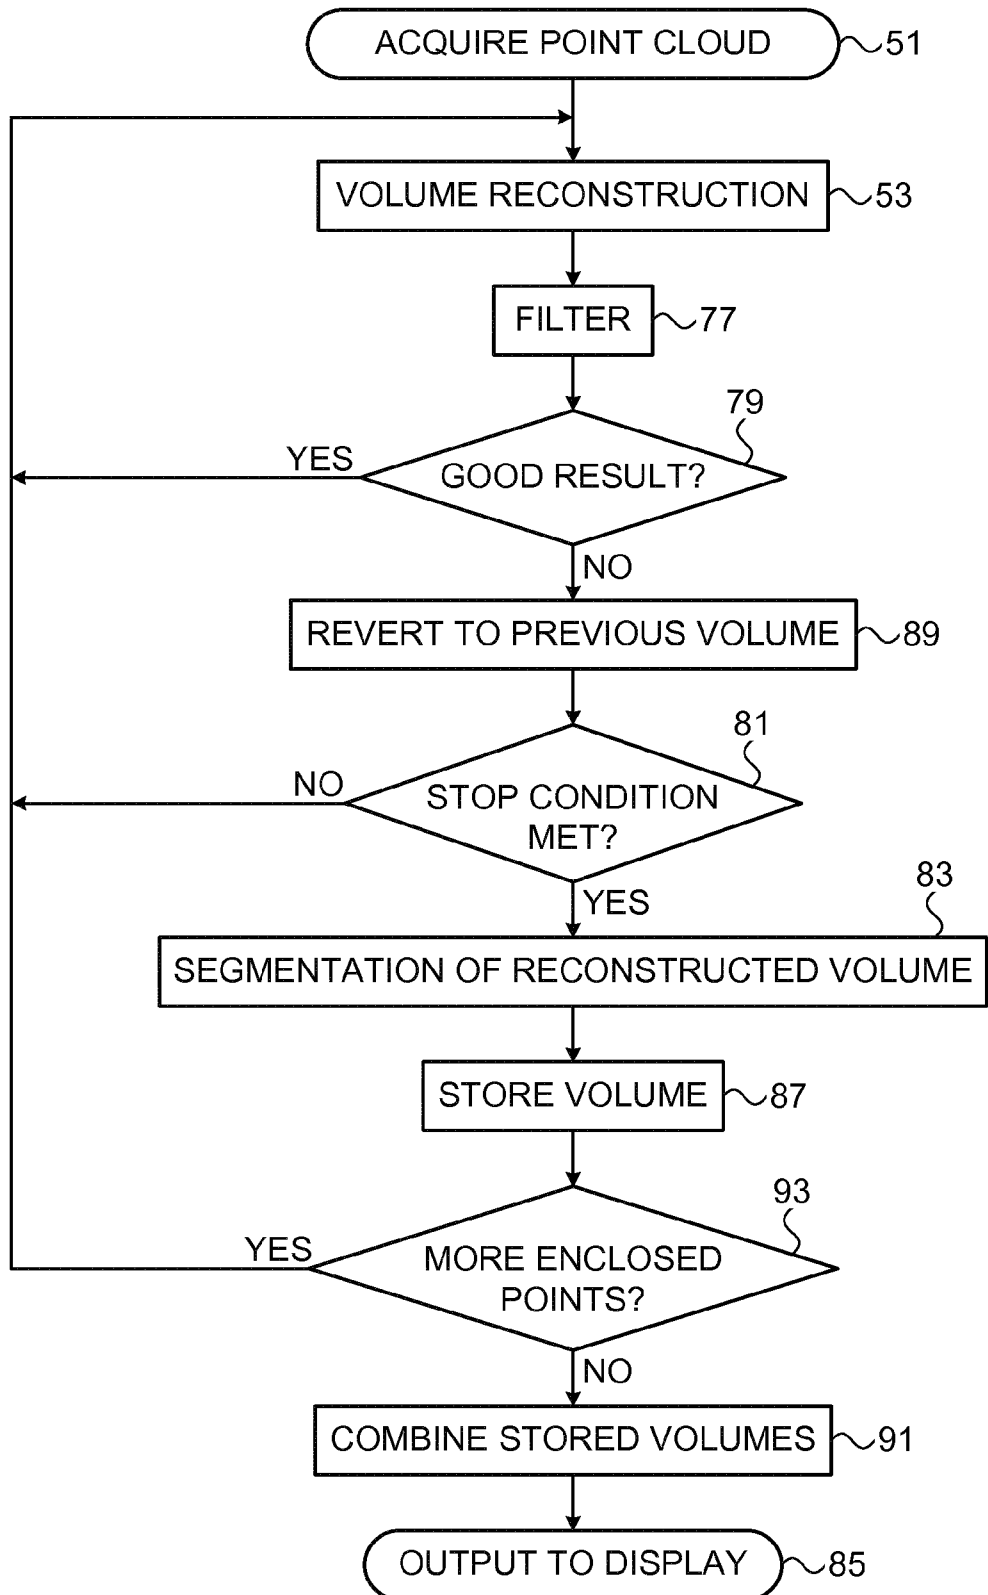 ACQUIRE POINT CLOUD 51
VOLUME RECONSTRUCTION 53
FILTER 77
79
YES GOOD RESULT?
NO
REVERT TO PREVIOUS VOLUME 89
81
NO STOP CONDITION
MET?
YES
83
SEGMENTATION OF RECONSTRUCTED VOLUME
STORE VOLUME 87
93
YES MORE ENCLOSED
POINTS?
NO
COMBINE STORED VOLUMES 91
OUTPUT TO DISPLAY 85